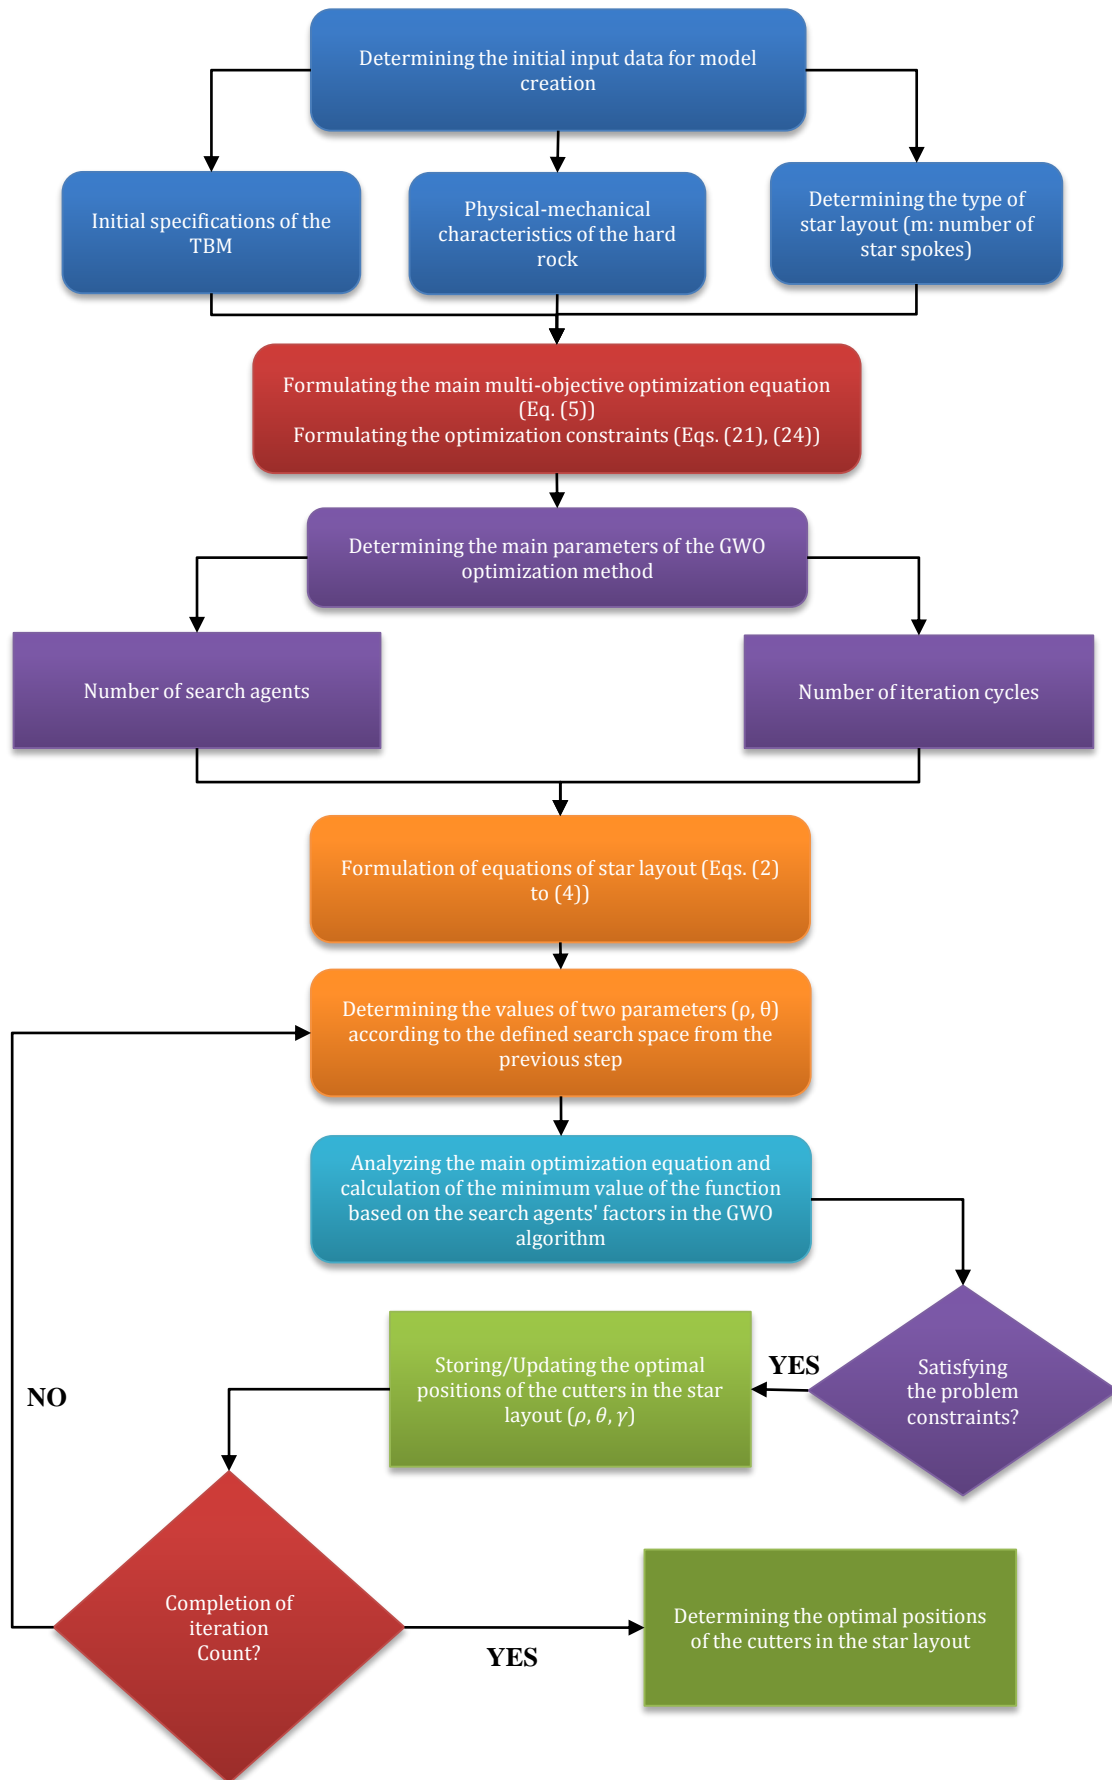 Determining the initial input data for model
creation
Initial specifications of the
TBM
Physical-mechanical
characteristics of the hard
rock
Determining the type of
star layout (m: number of
star spokes)
Formulating the main multi-objective optimization equation
(Eq. (5))
Formulating the optimization constraints (Eqs. (21), (24))
Determining the main parameters of the GWO
optimization method
Number of search agents
Number of iteration cycles
Formulation of equations of star layout (Eqs. (2)
to (4))
Determining the values of two parameters (ρ, θ)
according to the defined search space from the
previous step
Analyzing the main optimization equation and
calculation of the minimum value of the function
based on the search agents' factors in the GWO
algorithm
Satisfying
the problem
constraints?
YES
Storing/Updating the optimal
positions of the cutters in the star
layout (ρ, θ, γ)
NO
Completion of
iteration
Count?
YES
Determining the optimal positions
of the cutters in the star layout